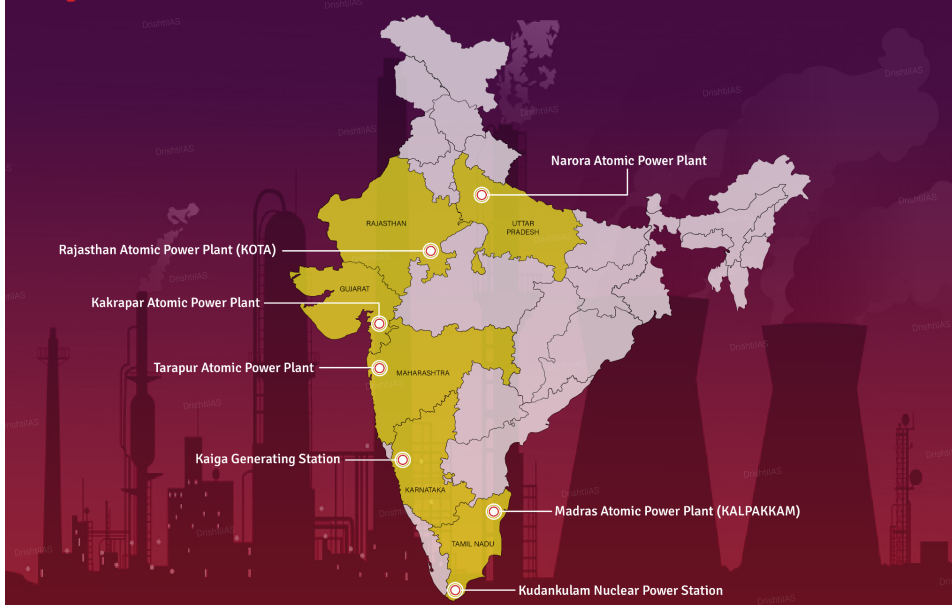 Narora Atomic Power Plant
RAJASTHAN
UTTAR
PRADESH
Rajasthan Atomic Power Plant (KOTA)
GUJARAT
Kakrapar Atomic Power Plant
Tarapur Atomic Power Plant
MAHARASHTRA
Kaiga Generating Station
KARNATAKA
Madras Atomic Power Plant (KALPAKKAM)
TAMIL NADU
Kudankulam Nuclear Power Station
DrishtiIAS